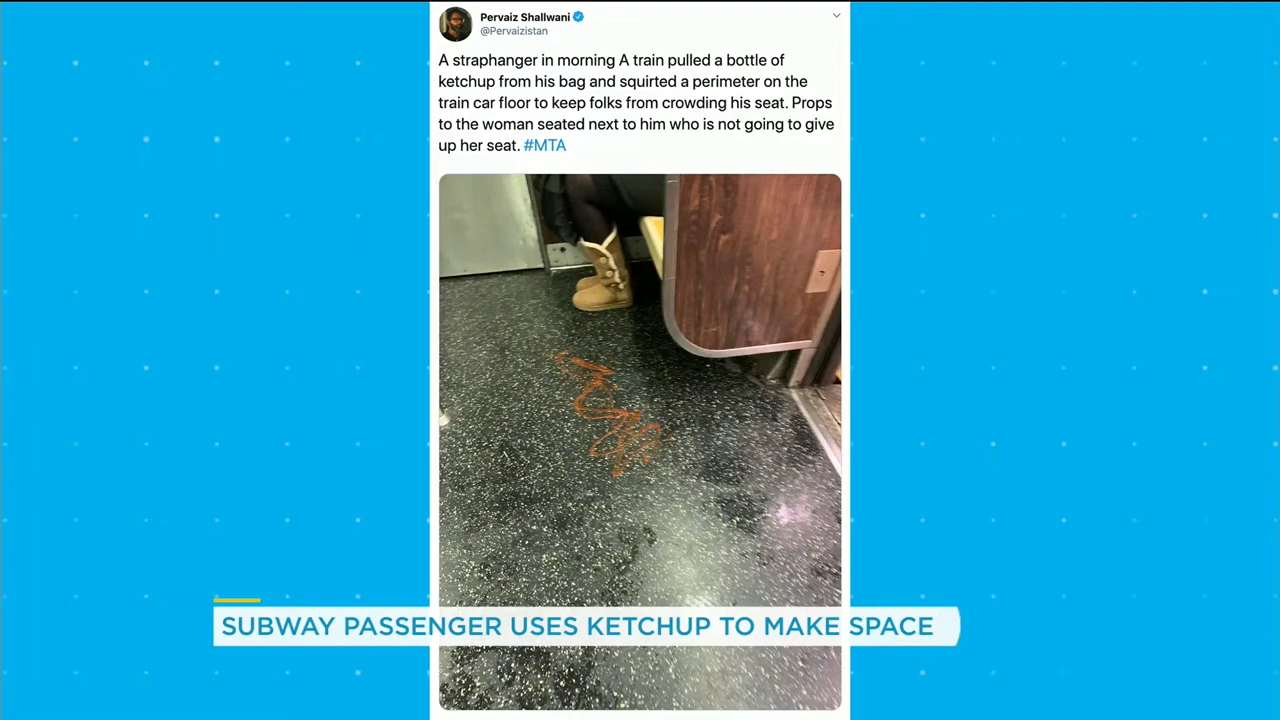 Pervaiz Shallwani
@Pervaizistan
A straphanger in morning A train pulled a bottle of
ketchup from his bag and squirted a perimeter on the
train car floor to keep folks from crowding his seat. Props
to the woman seated next to him who is not going to give
up her seat. #MTA
SUBWAY PASSENGER USES KETCHUP TO MAKE SPACE